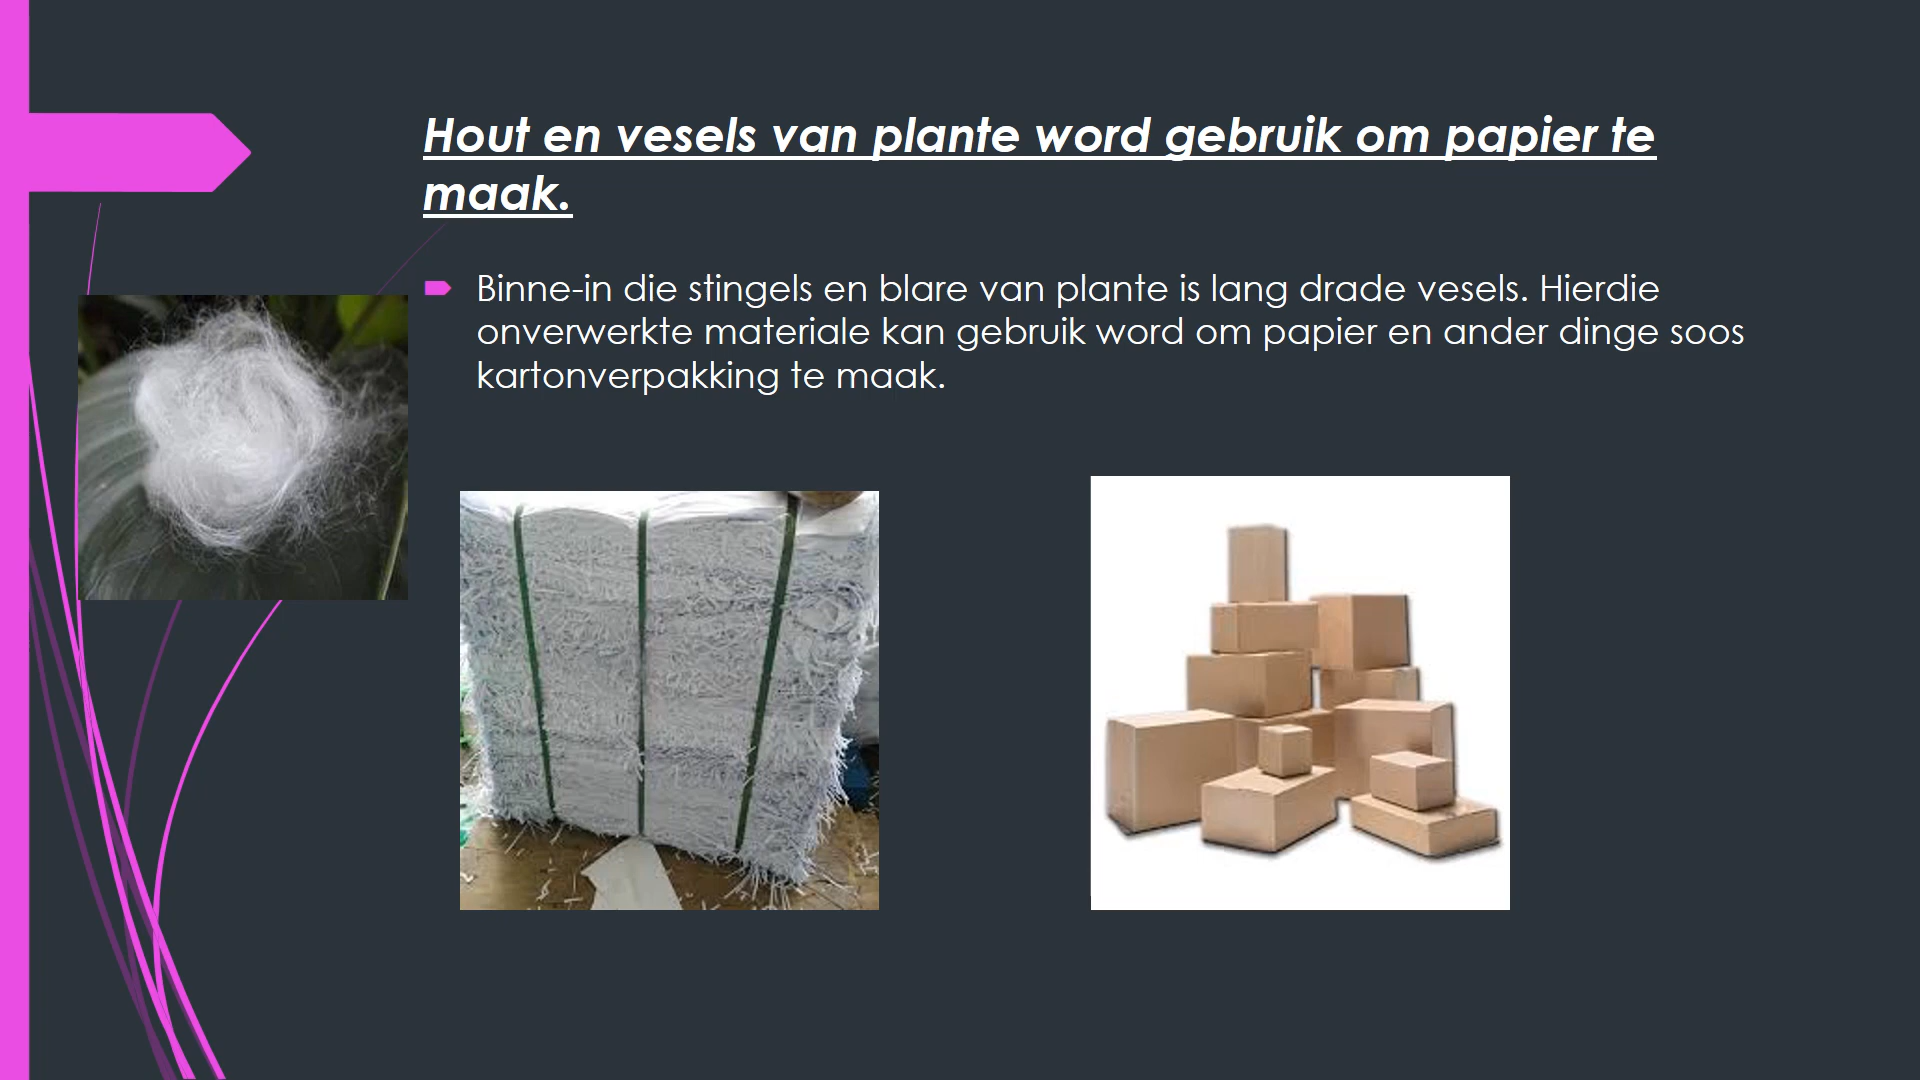 Hout en vesels van plante word gebruik om papier te
maak.
Binne-in die stingels en blare van plante is lang drade vesels. Hierdie
onverwerkte materiale kan gebruik word om papier en ander dinge soos
kartonverpakking te maak.